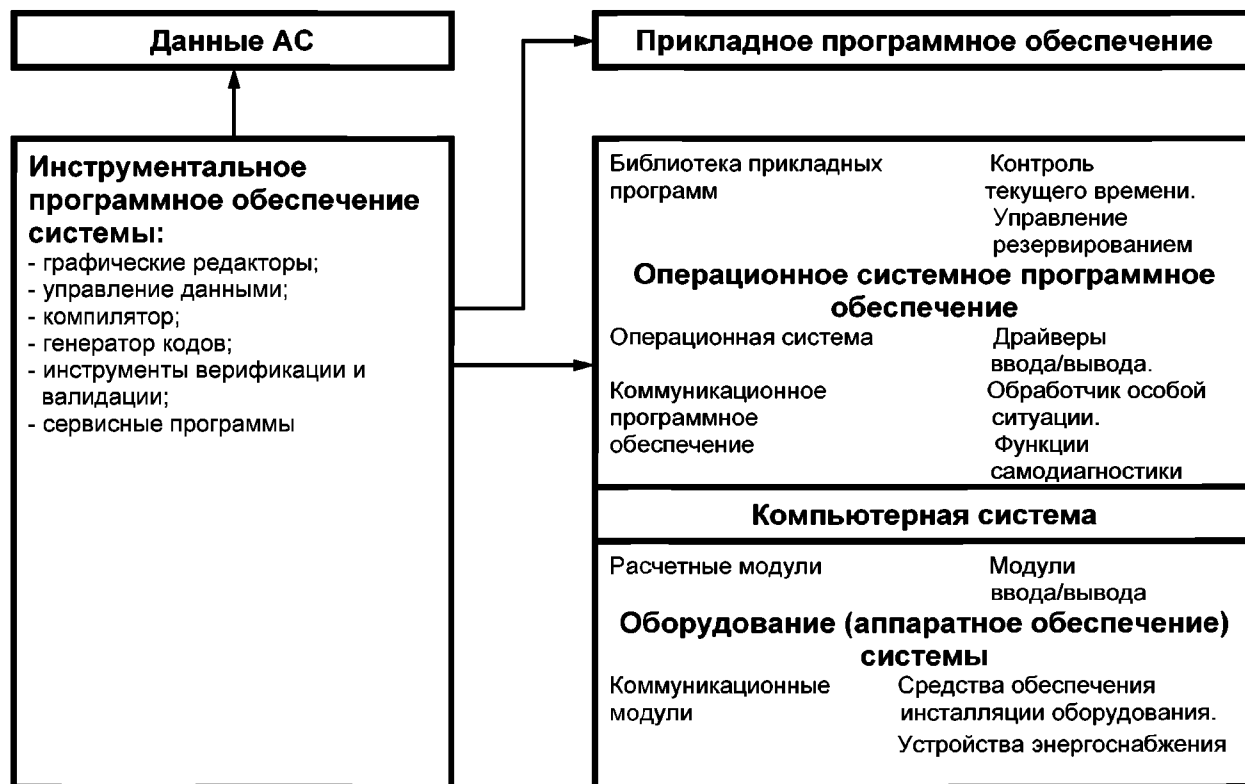 Данные АС
Прикладное программное обеспечение
Инструментальное
программное обеспечение
системы:
- графические редакторы;
- управление данными;
- компилятор;
- генератор кодов;
- инструменты верификации и
валидации;
- сервисные программы
Библиотека прикладных
программ
Контроль
текущего времени.
Управление
резервированием
Операционное системное программное
обеспечение
Операционная система
Драйверы
ввода/вывода.
Коммуникационное
программное
обеспечение
Обработчик особой
ситуации.
Функции
самодиагностики
Компьютерная система
Расчетные модули
Модули
ввода/вывода
Оборудование (аппаратное обеспечение)
системы
Коммуникационные
модули
Средства обеспечения
инсталляции оборудования.
Устройства энергоснабжения